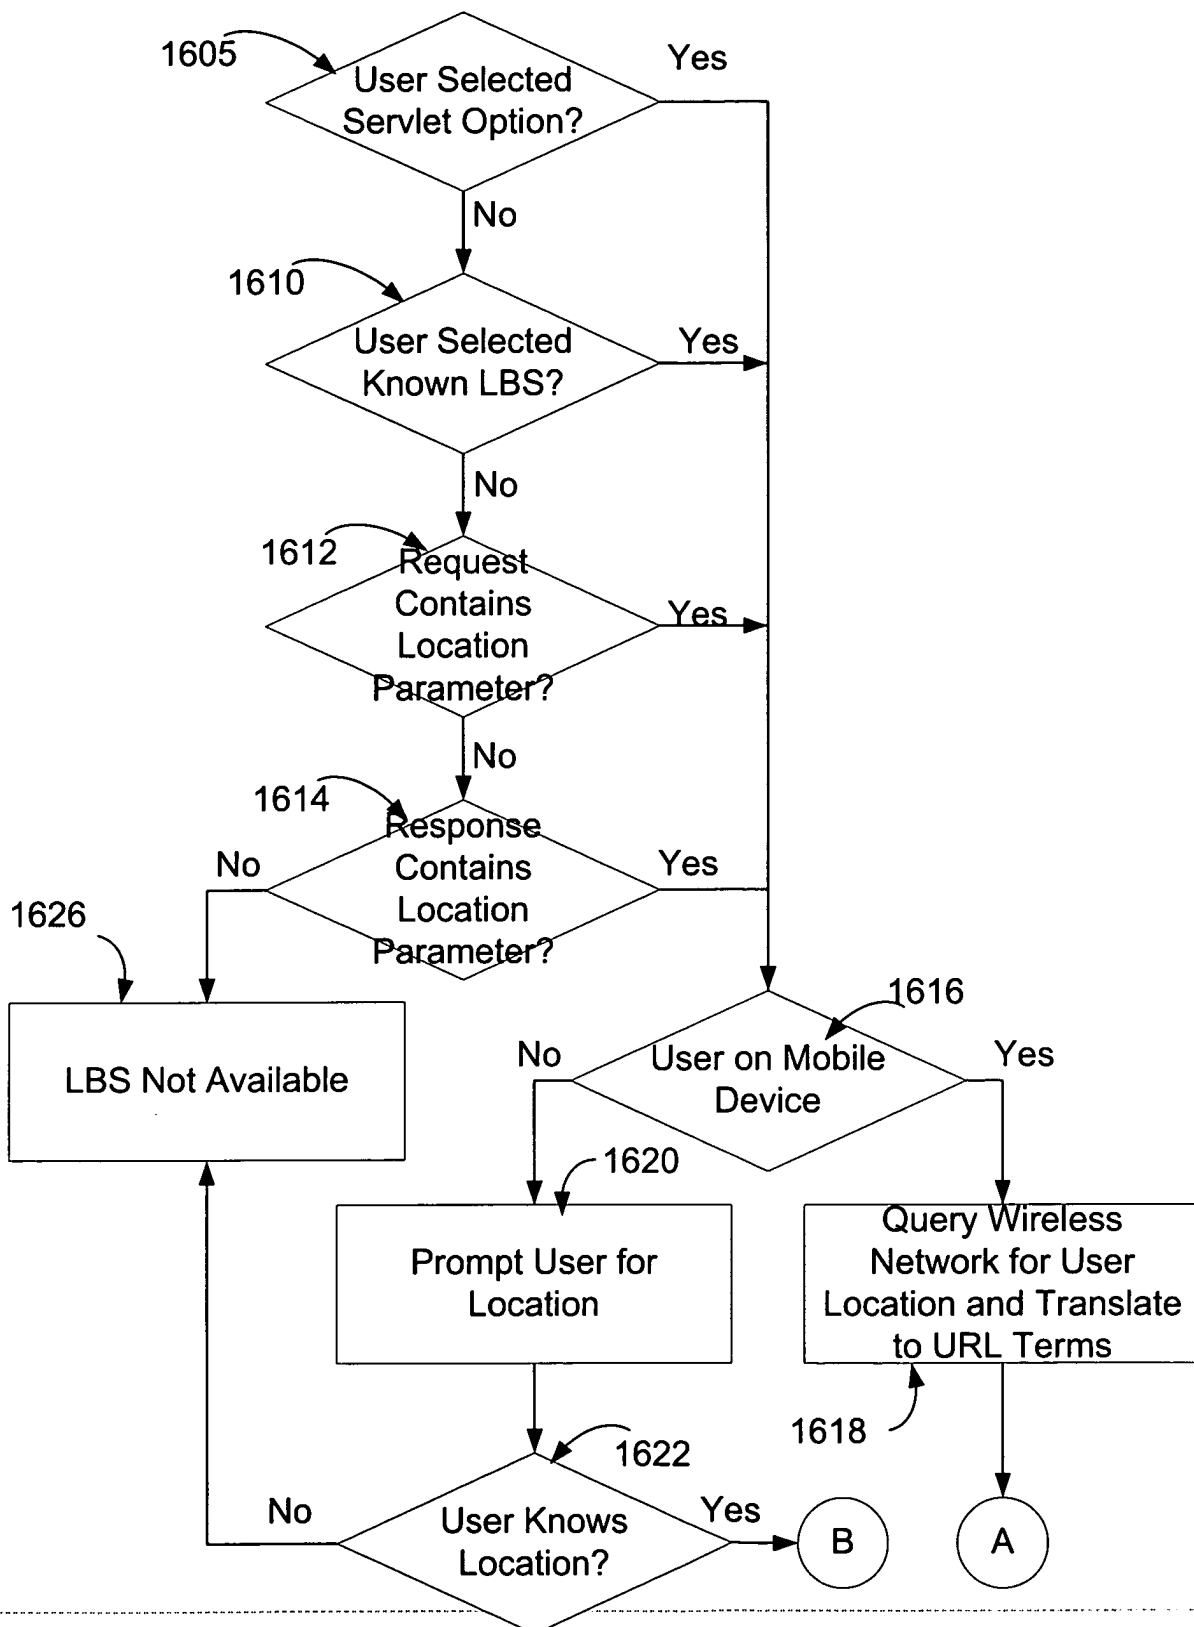 1605
Yes
User Selected
Servlet Option?
No
1610
User Selected
Known LBS?
Yes
No
1612
Request
Contains
Location
Parameter?
Yes
No
1614
Response
Contains
Location
Parameter?
No
Yes
1626
LBS Not Available
1616
User on Mobile
Device
No
Yes
1620
Prompt User for
Location
Query Wireless
Network for User
Location and Translate
to URL Terms
1618
1622
User Knows
Location?
No
Yes
B
A